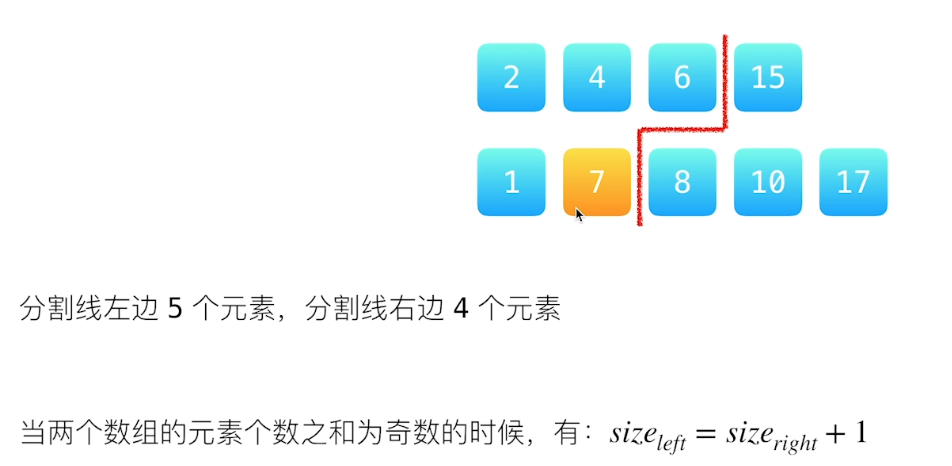 2 4 6 15
1 7 8 10 17
分割线左边 5 个元素，分割线右边 4 个元素
当两个数组的元素个数之和为奇数的时候，有：size_left = size_right + 1